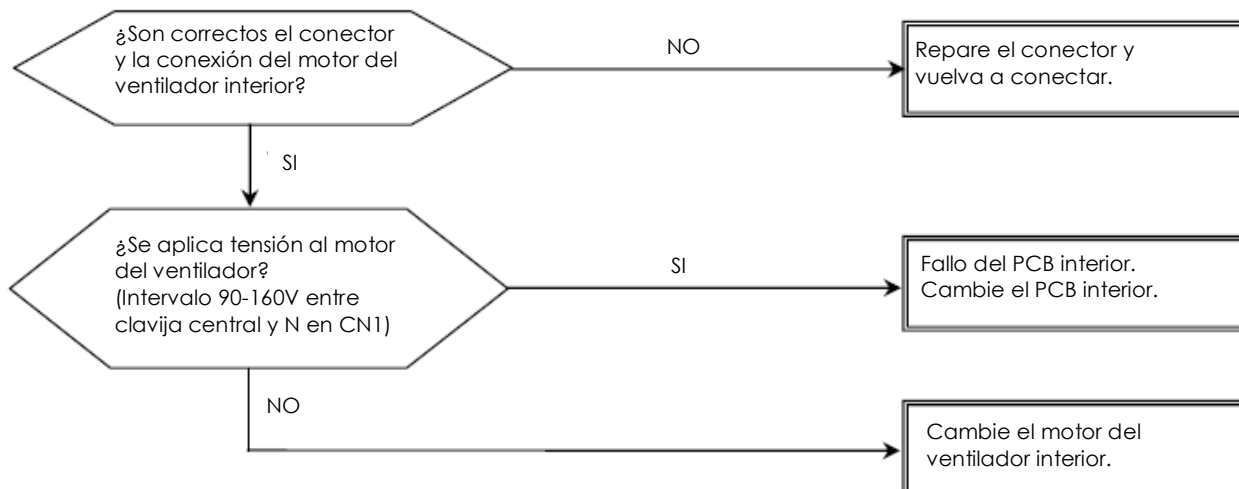 ¿Son correctos el conector
y la conexión del motor del
ventilador interior?
NO
Repare el conector y
vuelva a conectar.
SI
¿Se aplica tensión al motor
del ventilador?
(Intervalo 90-160V entre
clavija central y N en CN1)
SI
Fallo del PCB interior.
Cambie el PCB interior.
NO
Cambie el motor del
ventilador interior.